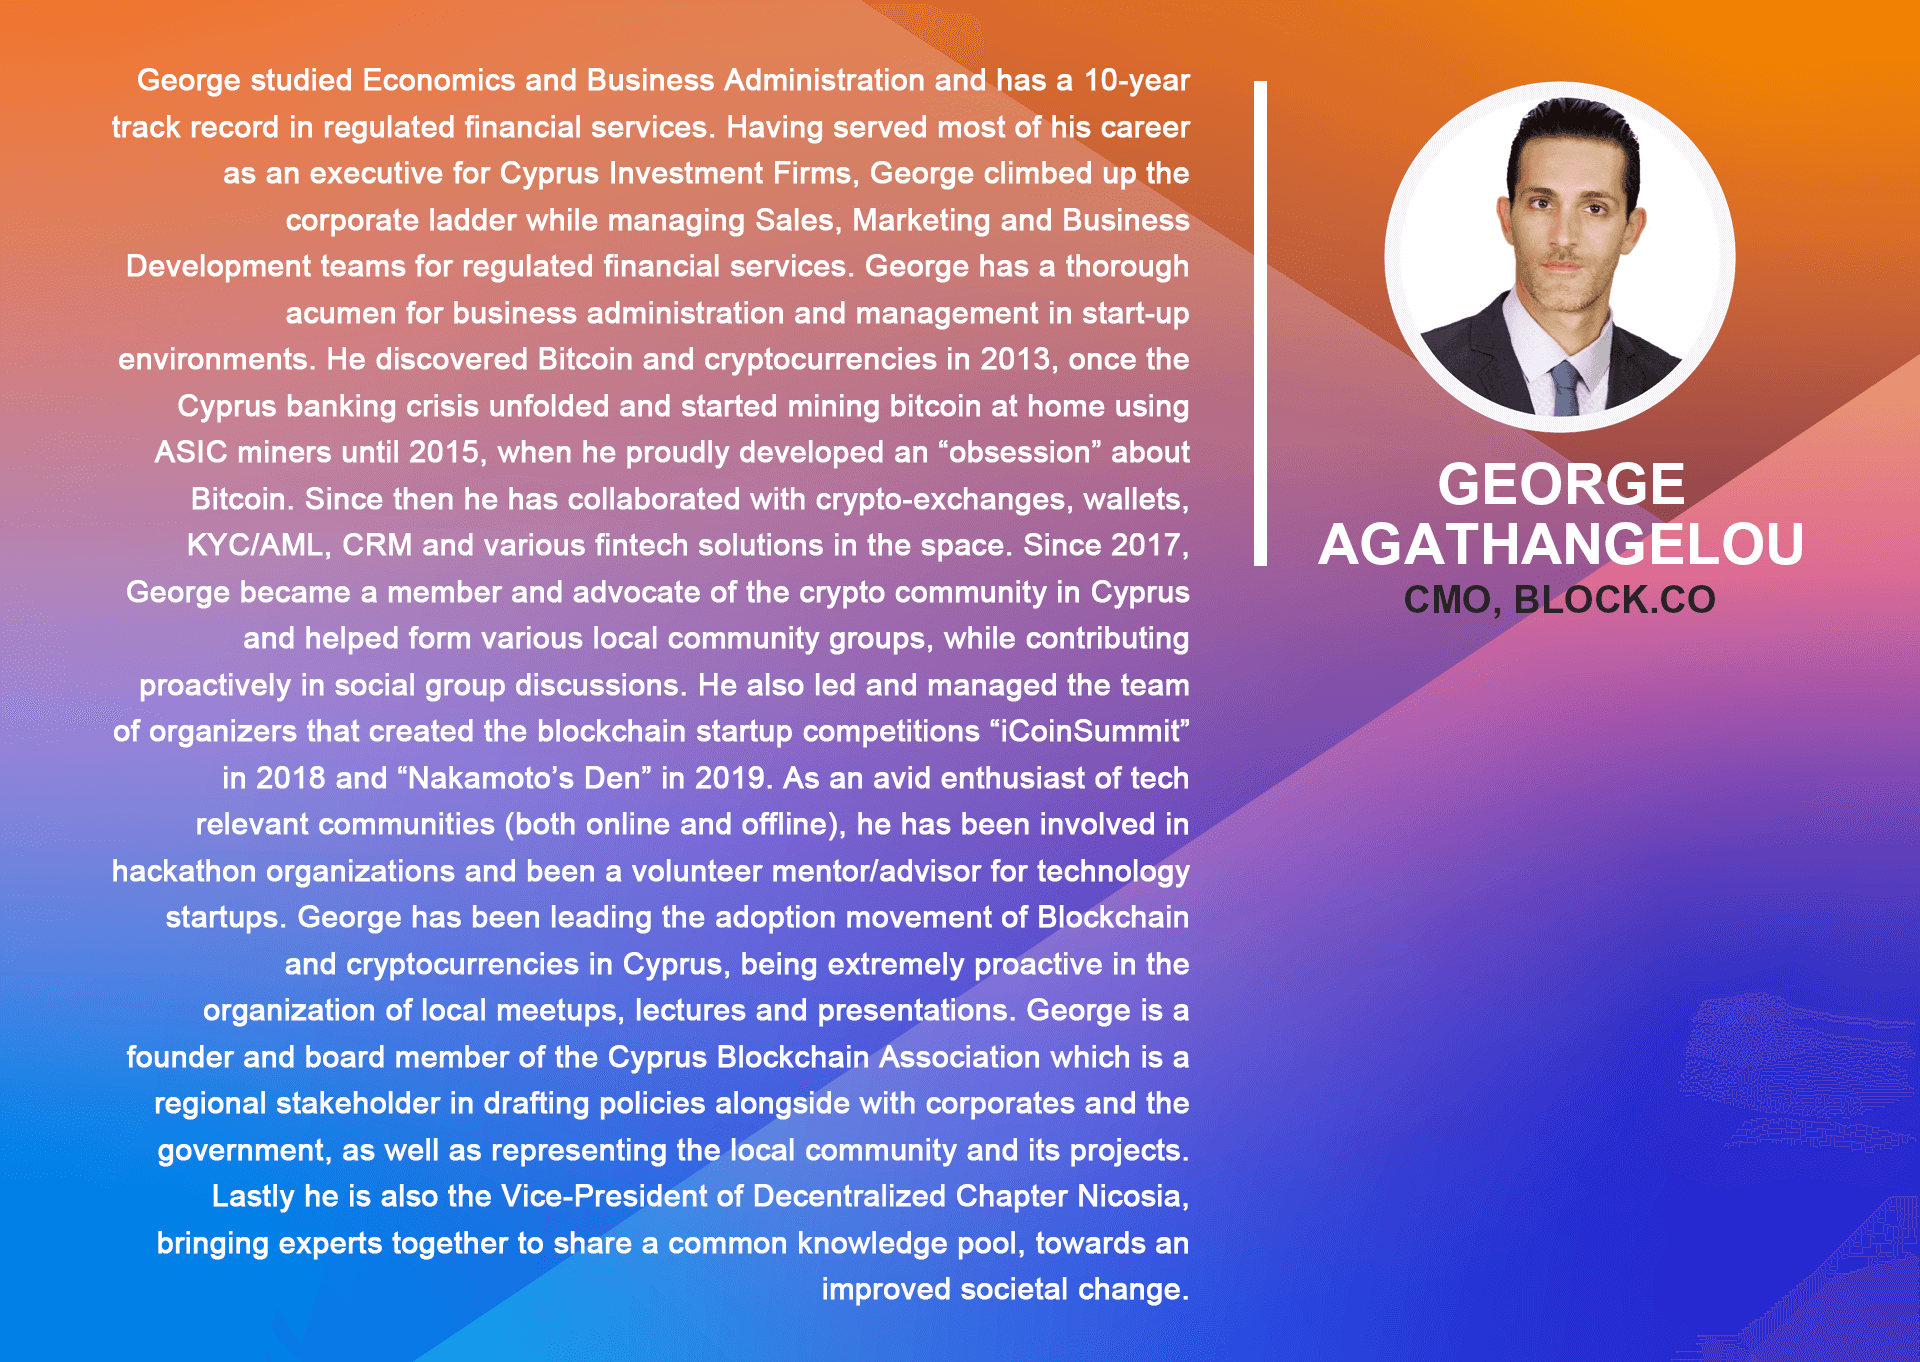 George studied Economics and Business Administration and has a 10-year
track record in regulated financial services. Having served most of his career
as an executive for Cyprus Investment Firms, George climbed up the
corporate ladder while managing Sales, Marketing and Business
Development teams for regulated financial services. George has a thorough
acumen for business administration and management in start-up
environments. He discovered Bitcoin and cryptocurrencies in 2013, once the
Cyprus banking crisis unfolded and started mining bitcoin at home using
ASIC miners until 2015, when he proudly developed an “obsession” about
Bitcoin. Since then he has collaborated with crypto-exchanges, wallets,
KYC/AML, CRM and various fintech solutions in the space. Since 2017,
George became a member and advocate of the crypto community in Cyprus
and helped form various local community groups, while contributing
proactively in social group discussions. He also led and managed the team
of organizers that created the blockchain startup competitions “iCoinSummit”
in 2018 and “Nakamoto’s Den” in 2019. As an avid enthusiast of tech
relevant communities (both online and offline), he has been involved in
hackathon organizations and been a volunteer mentor/advisor for technology
startups. George has been leading the adoption movement of Blockchain
and cryptocurrencies in Cyprus, being extremely proactive in the
organization of local meetups, lectures and presentations. George is a
founder and board member of the Cyprus Blockchain Association which is a
regional stakeholder in drafting policies alongside with corporates and the
government, as well as representing the local community and its projects.
Lastly he is also the Vice-President of Decentralized Chapter Nicosia,
bringing experts together to share a common knowledge pool, towards an
improved societal change.
GEORGE
AGATHANGELOU
CMO, BLOCK.CO